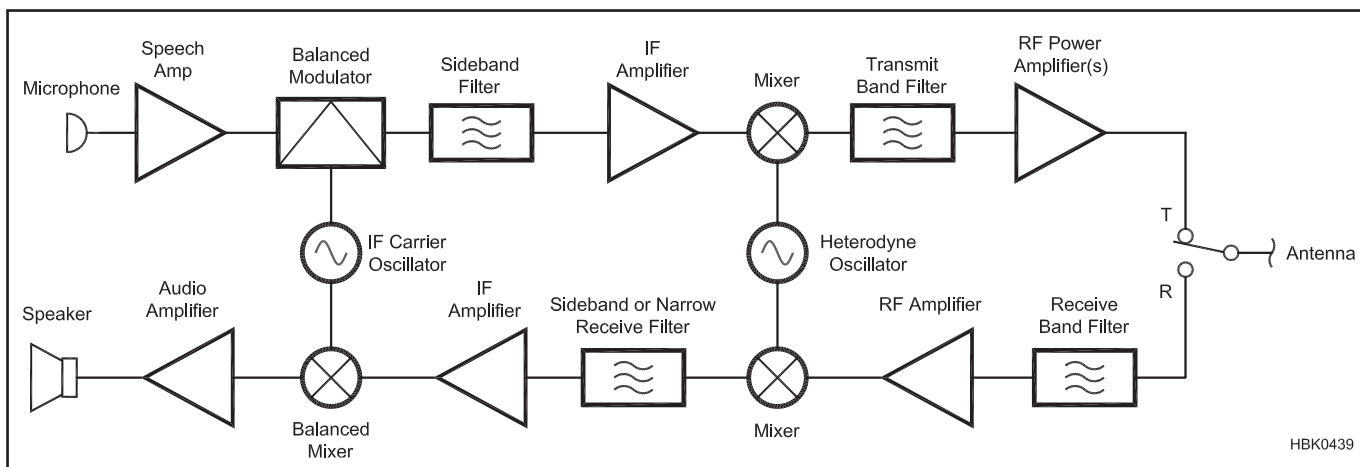 Microphone
Speech
Amp
Balanced
Modulator
Sideband
Filter
IF
Amplifier
Mixer
Transmit
Band Filter
RF Power
Amplifier(s)
IF Carrier
Oscillator
Heterodyne
Oscillator
T
R
Antenna
Speaker
Audio
Amplifier
Balanced
Mixer
IF
Amplifier
Sideband or Narrow
Receive Filter
Mixer
RF Amplifier
Receive
Band Filter
HBK0439